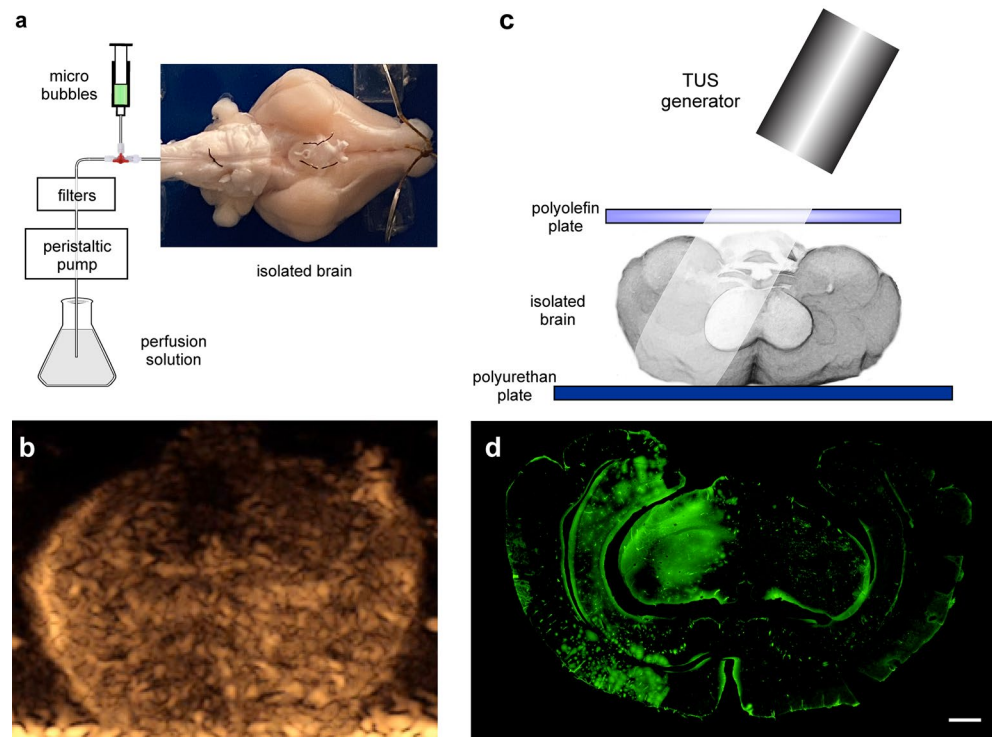 a
micro
bubbles
filters
peristaltic
pump
perfusion
solution
isolated brain
c
TUS
generator
polyolefin
plate
isolated
brain
polyurethan
plate
b
d